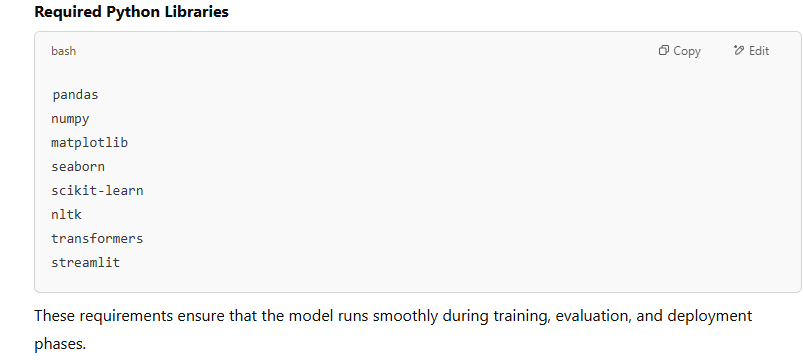 Required Python Libraries
bash
Copy
Edit
pandas
numpy
matplotlib
seaborn
scikit-learn
nltk
transformers
streamlit
These requirements ensure that the model runs smoothly during training, evaluation, and deployment
phases.